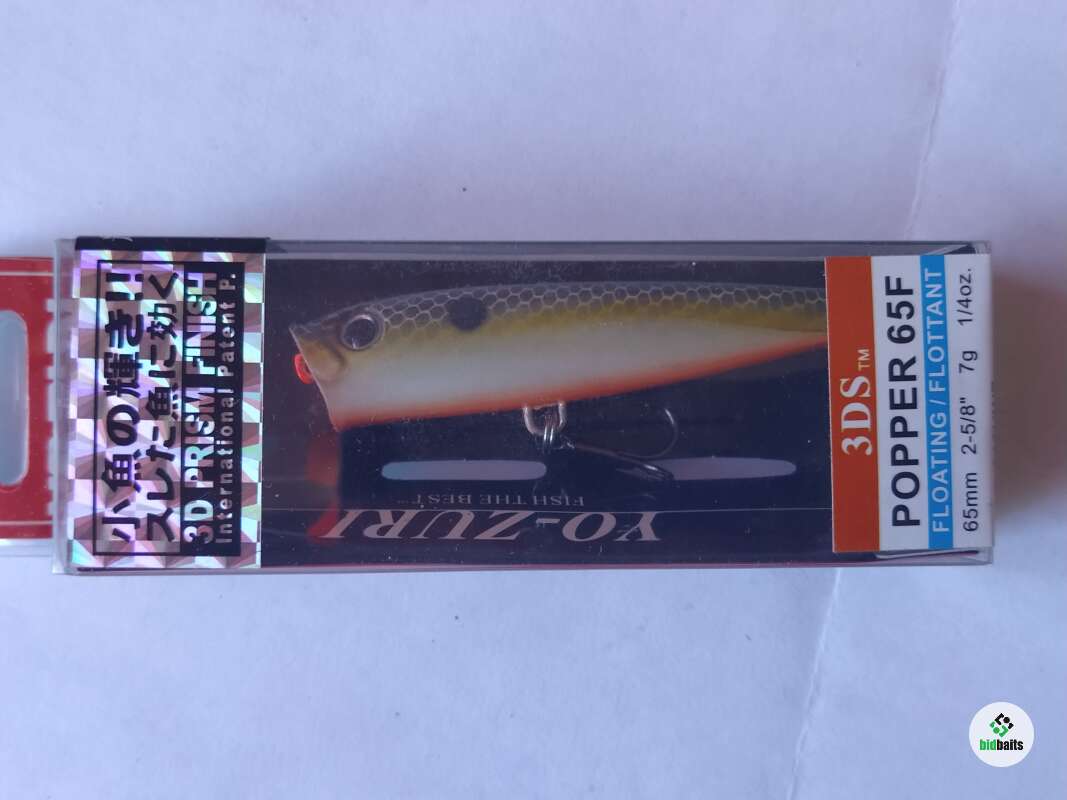 小魚の輝き!!
スレた魚に効く
3D PRISM FINISH
International Patent P.
YO-ZURI
FISH THE BEST™
3DS™
POPPER 65F
FLOATING / FLOTTANT
65mm 2-5/8" 7g 1/4oz.
bidbaits